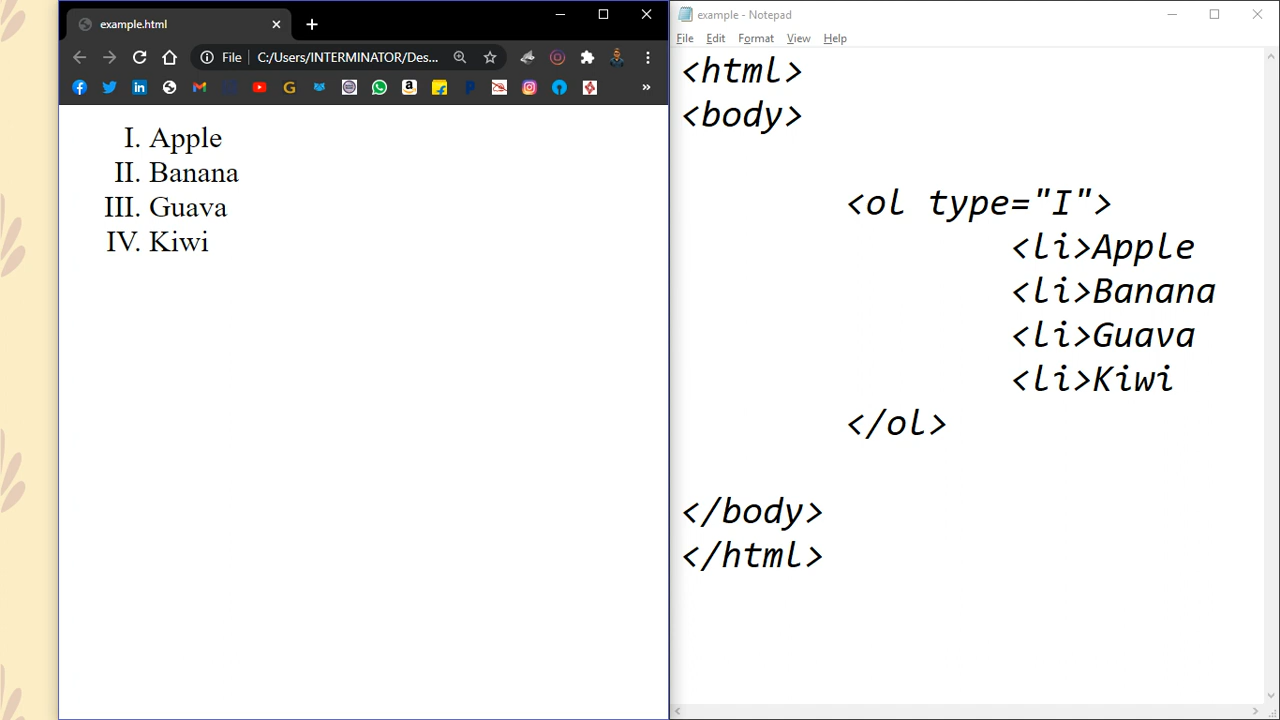 example.html
File C:/Users/INTERMINATOR/Des...
I. Apple
II. Banana
III. Guava
IV. Kiwi
example - Notepad
File Edit Format View Help
<html>
<body>
<ol type="I">
<li>Apple
<li>Banana
<li>Guava
<li>Kiwi
</ol>
</body>
</html>